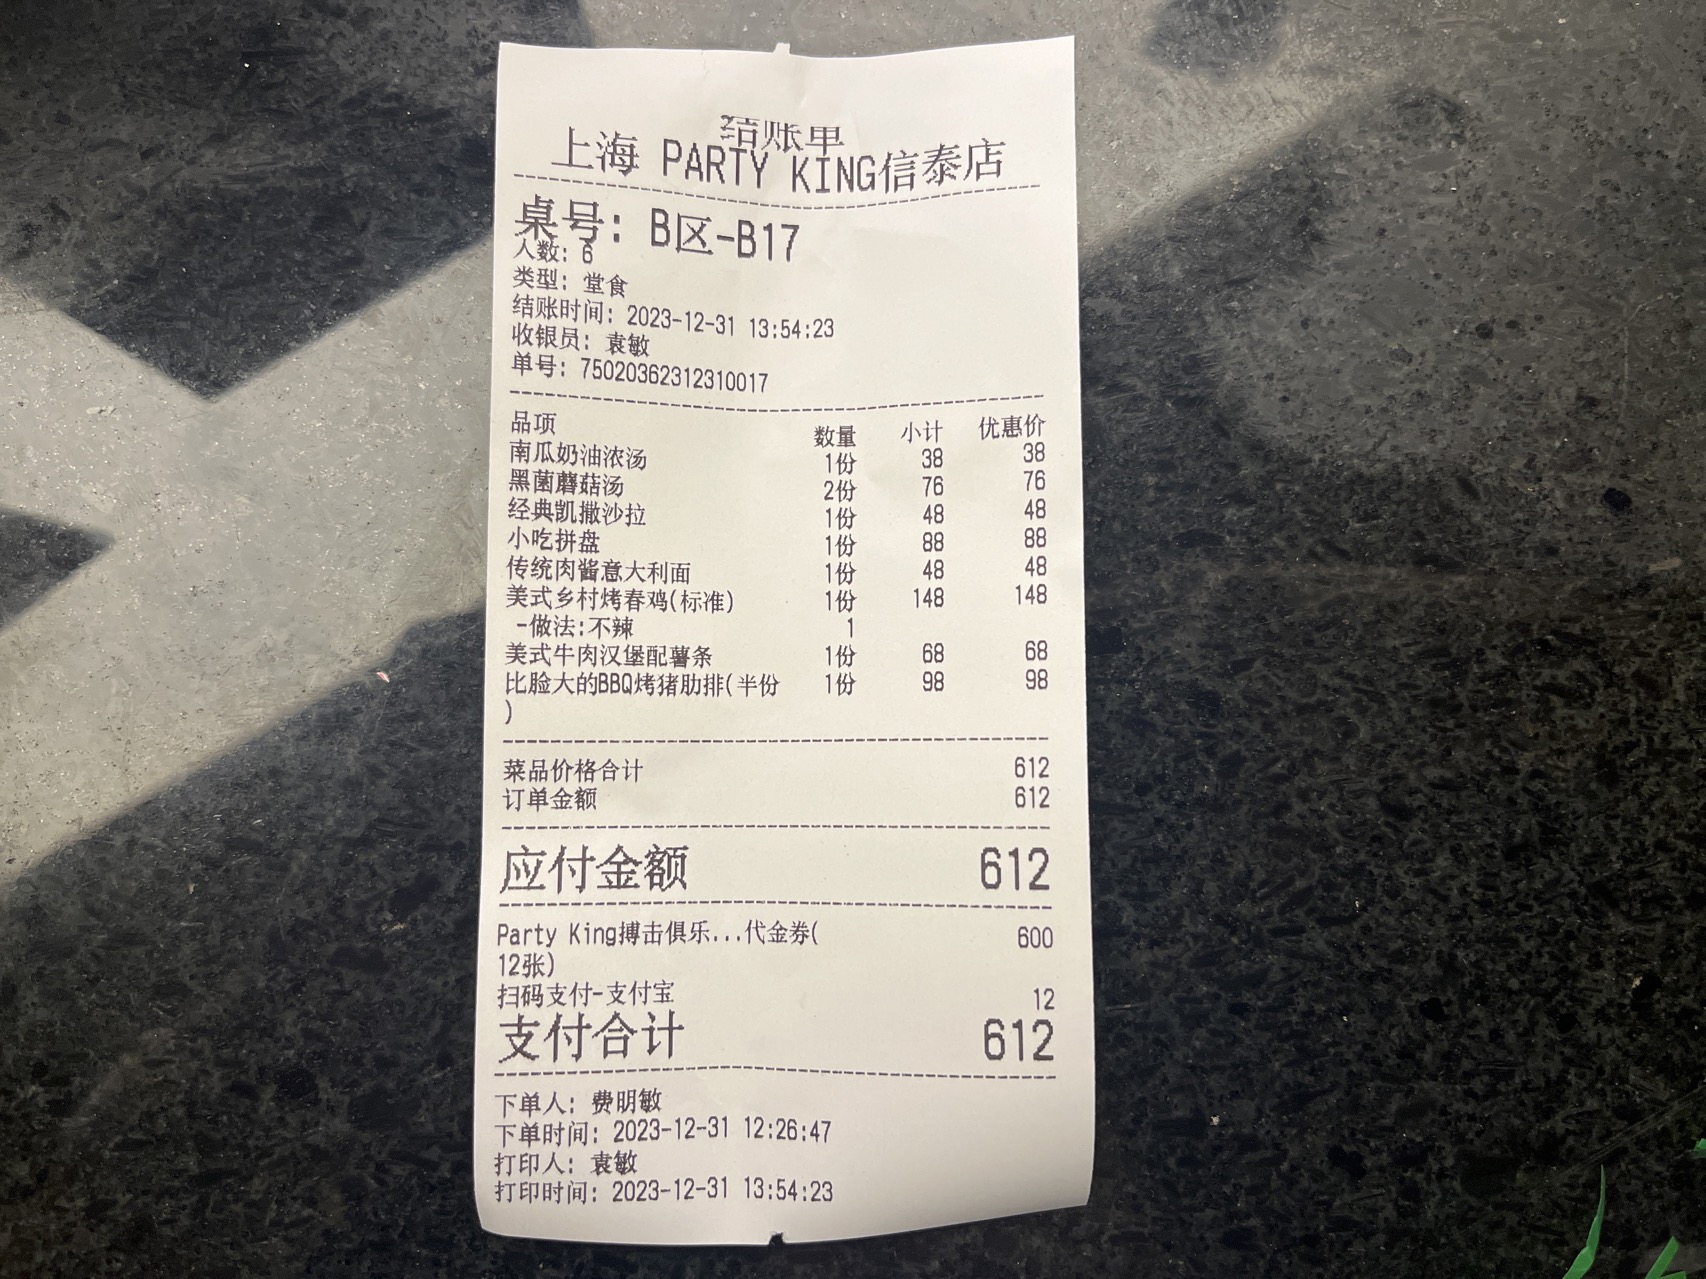 结账单
上海 PARTY KING信泰店
桌号: B区-B17
人数: 6
类型: 堂食
结账时间: 2023-12-31 13:54:23
收银员: 袁敏
单号: 75020362312310017
品项 数量 小计 优惠价
南瓜奶油浓汤 1份 38 38
黑菌蘑菇汤 2份 76 76
经典凯撒沙拉 1份 48 48
小吃拼盘 1份 88 88
传统肉酱意大利面 1份 48 48
美式乡村烤春鸡(标准) 1份 148 148
-做法:不辣 1
美式牛肉汉堡配薯条 1份 68 68
比脸大的BBQ烤猪肋排(半份 1份 98 98
)
菜品价格合计 612
订单金额 612
应付金额 612
Party King搏击俱乐...代金券( 600
12张)
扫码支付-支付宝 12
支付合计 612
下单人: 费明敏
下单时间: 2023-12-31 12:26:47
打印人: 袁敏
打印时间: 2023-12-31 13:54:23